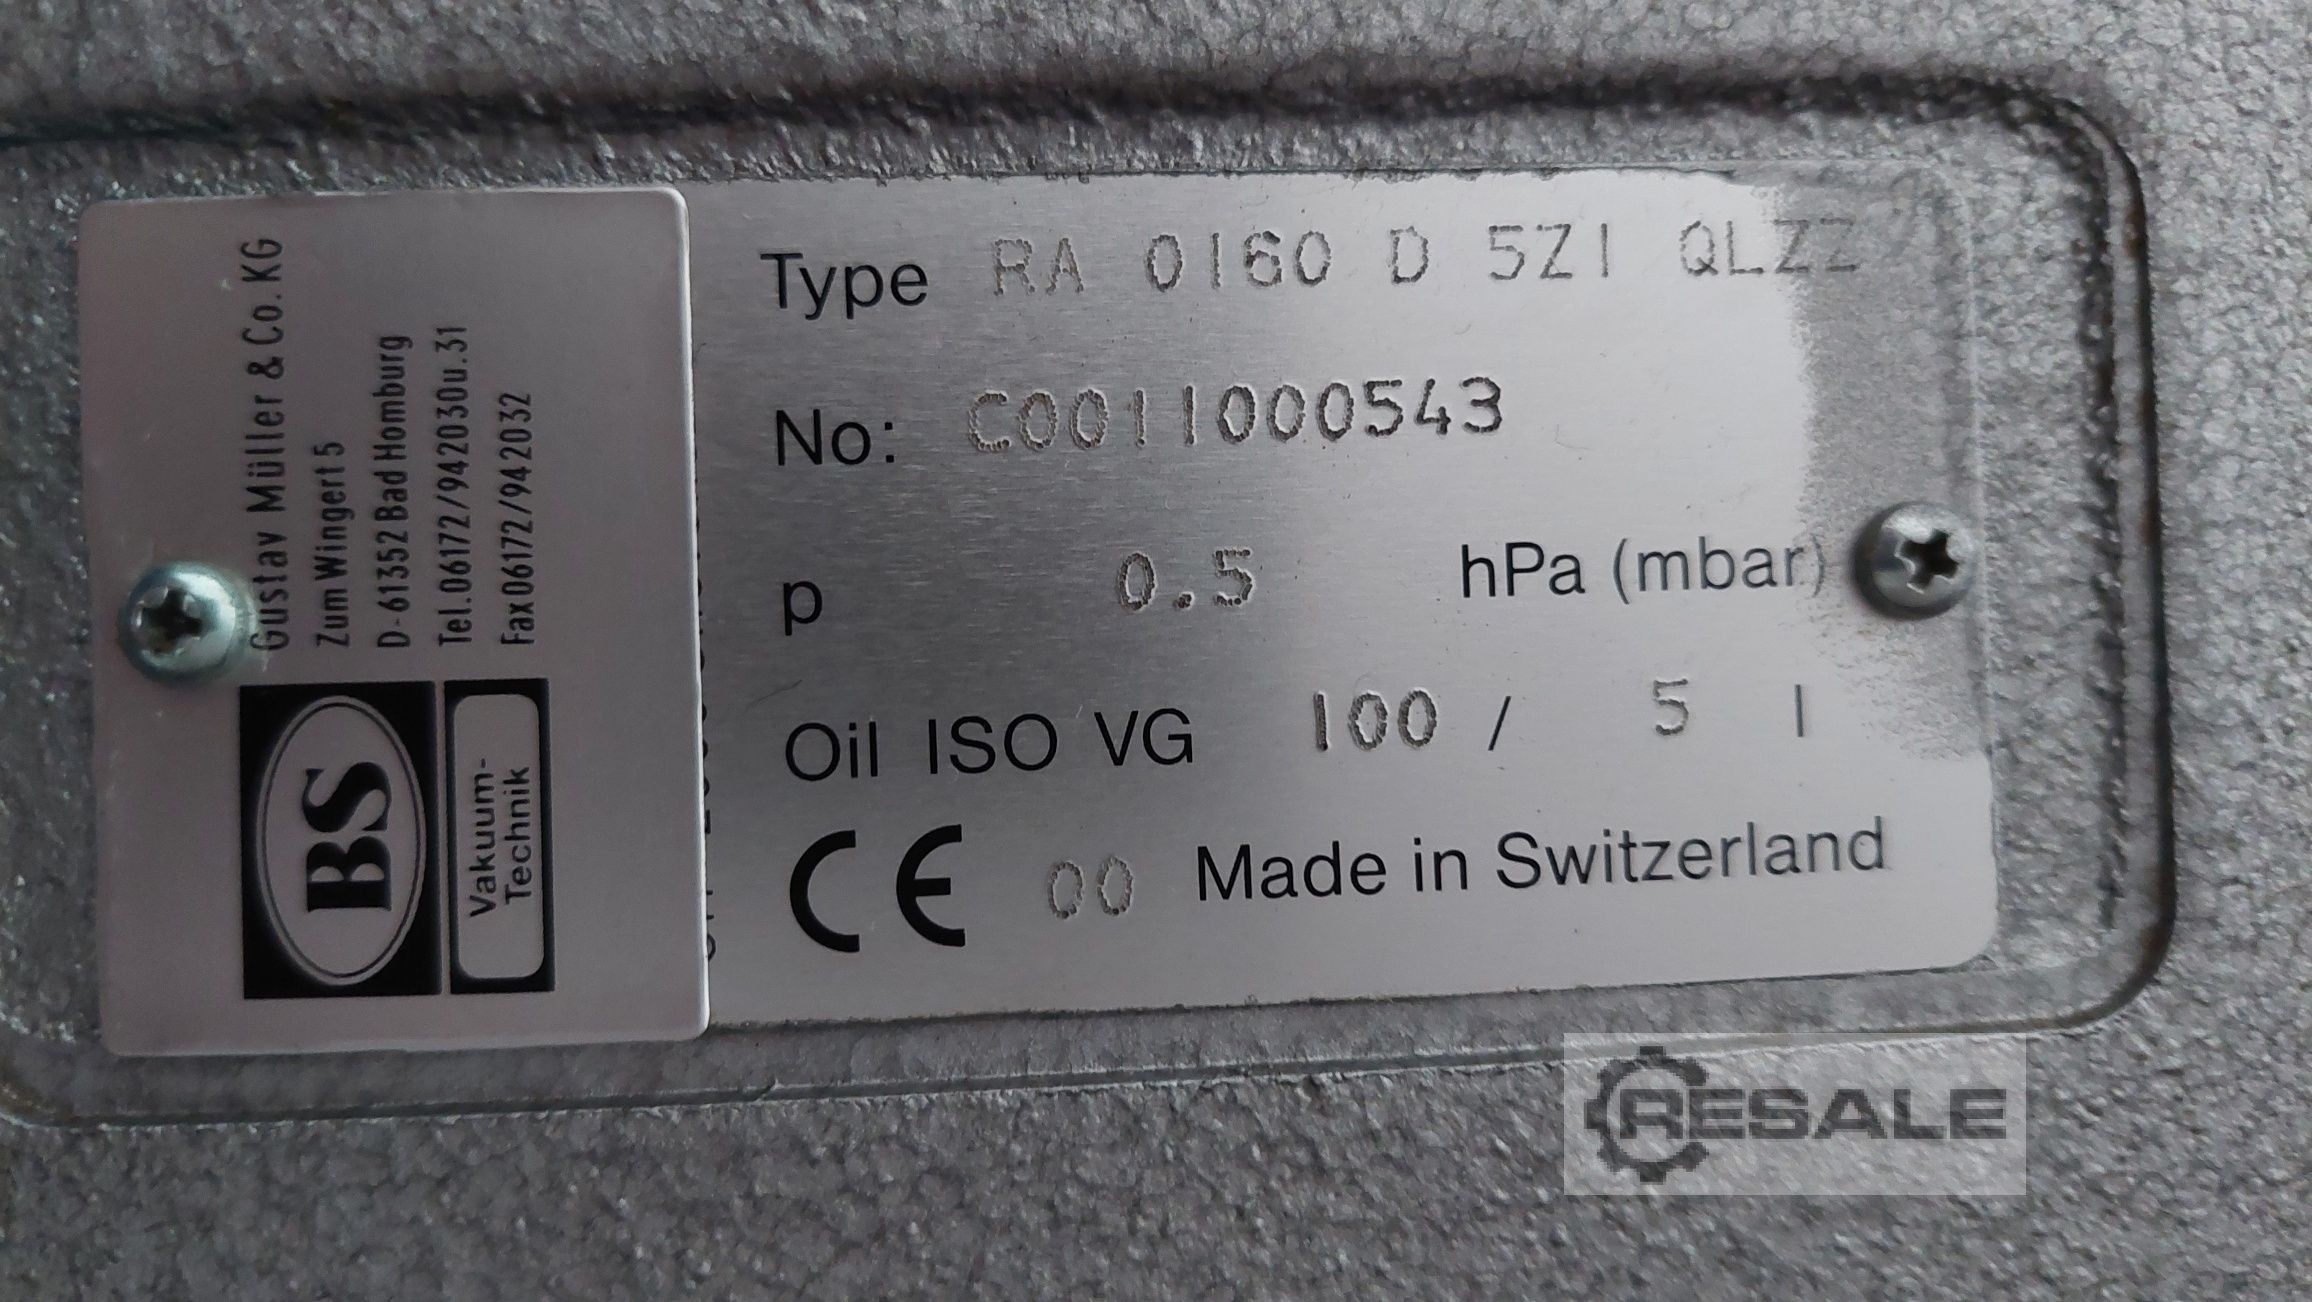 Gustav Müller & Co. KG
Zum Wingert 5
D-61352 Bad Homburg
Tel. 06172/942030u.31
Fax 06172/942032
BS
Vakuum-
Technik
Type RA 0160 D 5Z1 QLZZ
No: C0011000543
p 0.5 hPa (mbar)
Oil ISO VG 100 / 5 l
CE 00 Made in Switzerland
RESALE